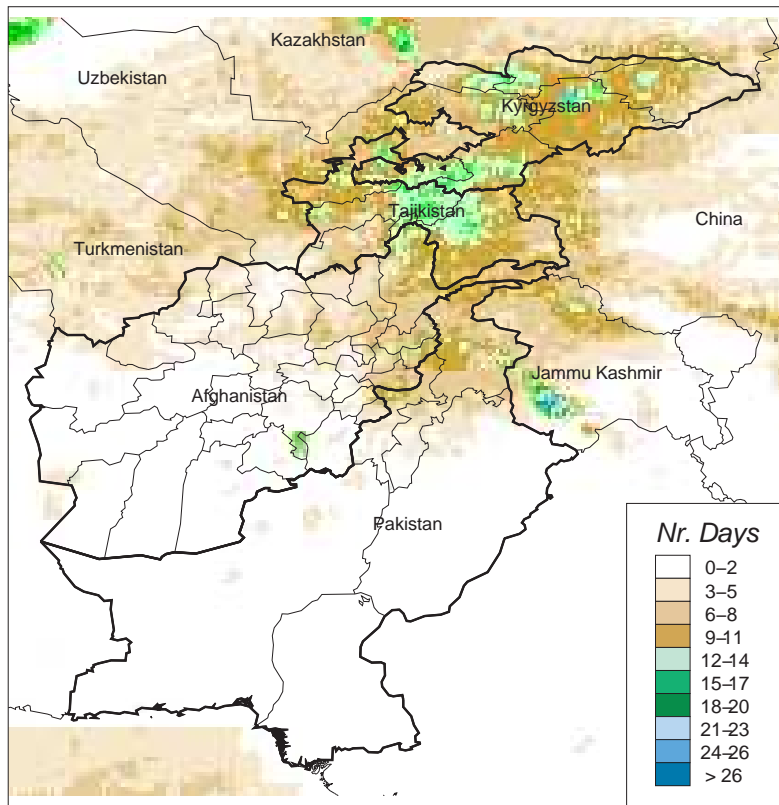 Kazakhstan
Uzbekistan
Kyrgyzstan
Tajikistan
China
Turkmenistan
Jammu Kashmir
Afghanistan
Pakistan
Nr. Days
0–2
3–5
6–8
9–11
12–14
15–17
18–20
21–23
24–26
> 26